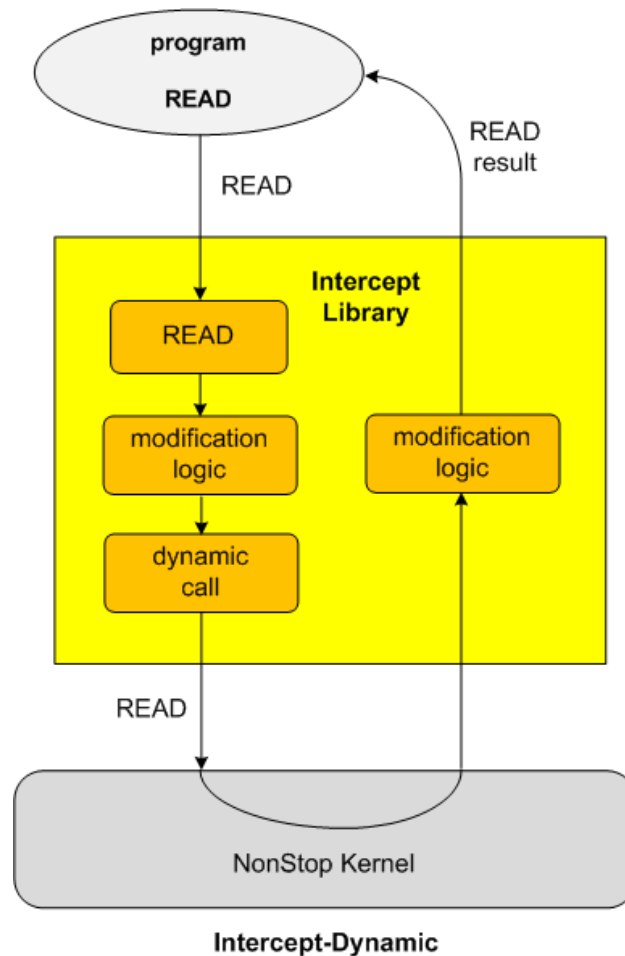 program
READ
READ
READ
result
Intercept
Library
READ
modification
logic
modification
logic
dynamic
call
READ
NonStop Kernel
Intercept-Dynamic